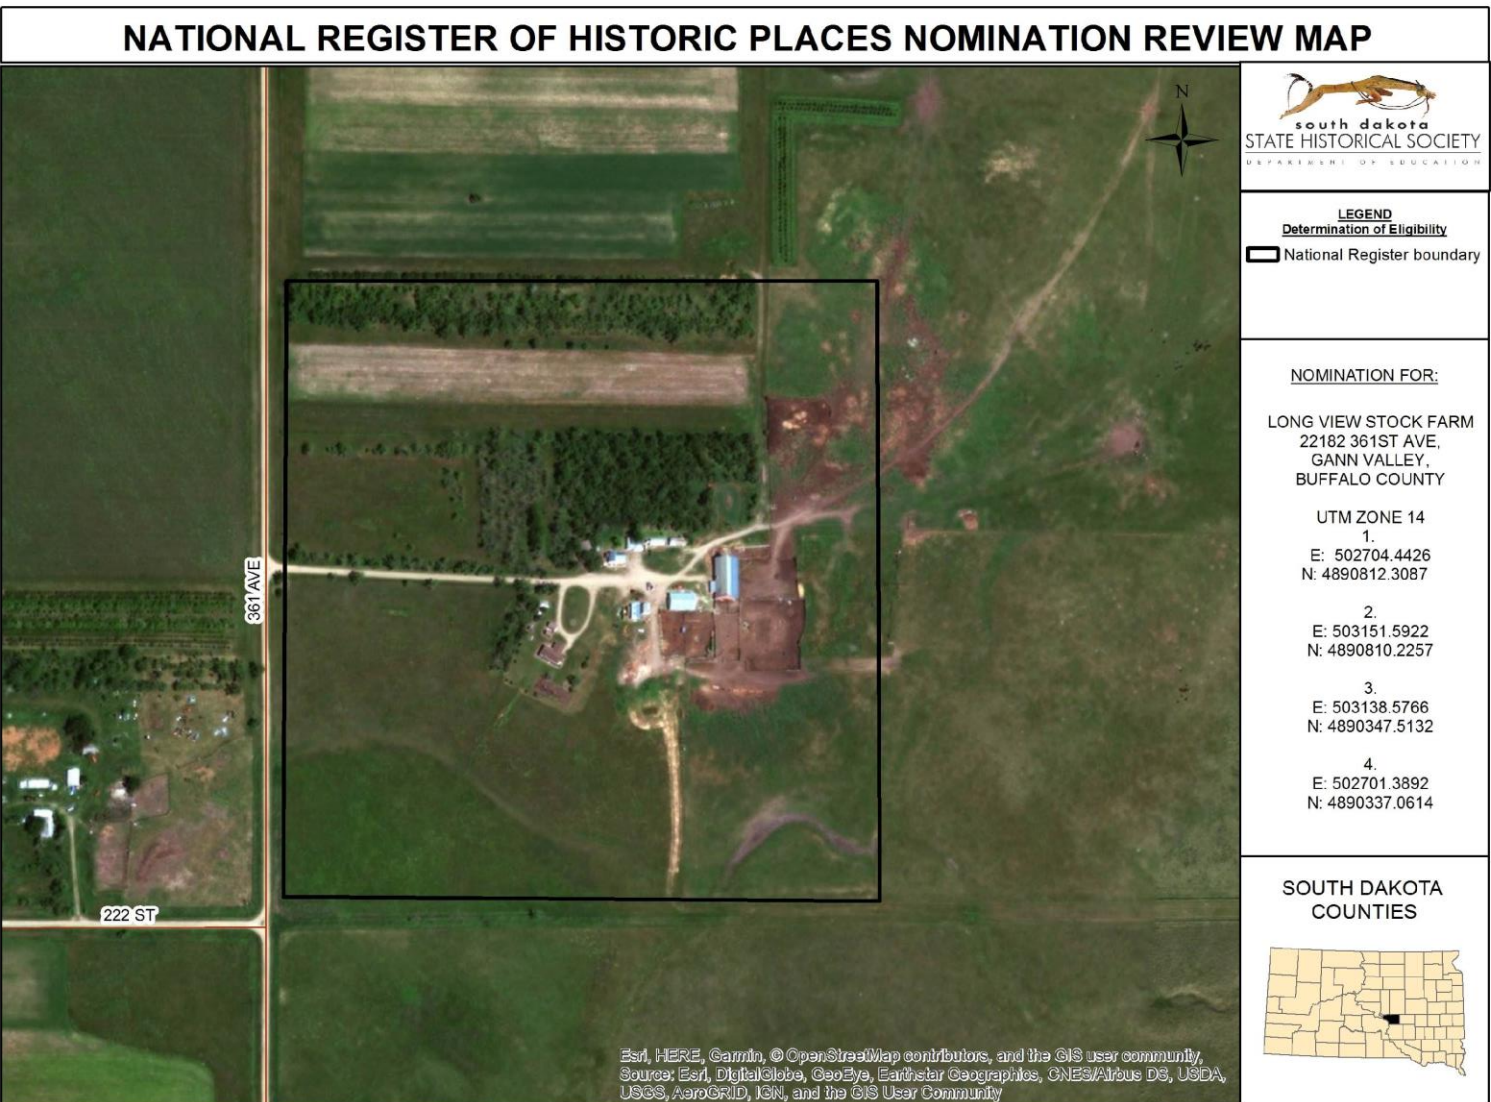 NATIONAL REGISTER OF HISTORIC PLACES NOMINATION REVIEW MAP
N
south dakota
STATE HISTORICAL SOCIETY
DEPARTMENT OF EDUCATION
LEGEND
Determination of Eligibility
National Register boundary
NOMINATION FOR:
LONG VIEW STOCK FARM
22182 361ST AVE,
GANN VALLEY,
BUFFALO COUNTY
UTM ZONE 14
1.
E: 502704.4426
N: 4890812.3087
2.
E: 503151.5922
N: 4890810.2257
3.
E: 503138.5766
N: 4890347.5132
4.
E: 502701.3892
N: 4890337.0614
SOUTH DAKOTA
COUNTIES
361 AVE
222 ST
Esri, HERE, Garmin, © OpenStreetMap contributors, and the GIS user community,
Source: Esri, DigitalGlobe, GeoEye, Earthstar Geographics, CNES/Airbus DS, USDA,
USGS, AeroGRID, IGN, and the GIS User Community